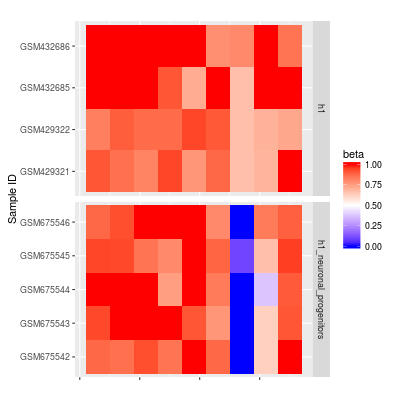 GSM432686
GSM432685
GSM429322
GSM429321
h1
GSM675546
GSM675545
GSM675544
GSM675543
GSM675542
h1_neuronal_progenitors
Sample ID
beta
1.00
0.75
0.50
0.25
0.00